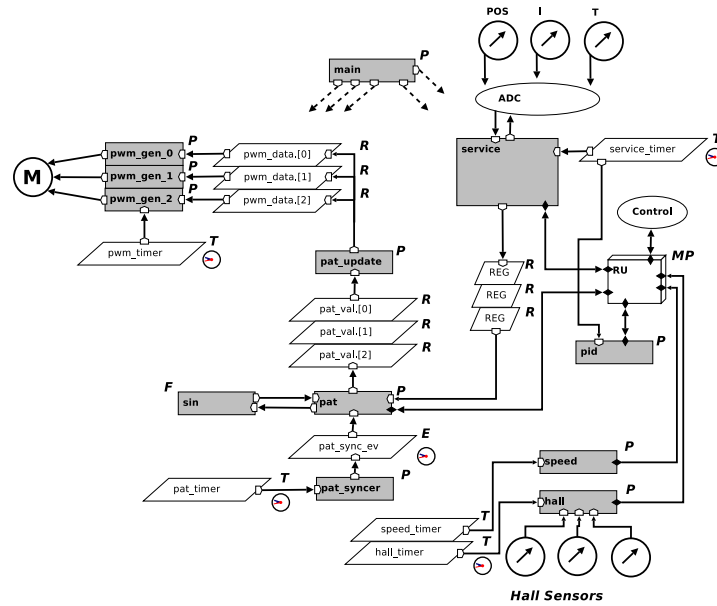 POS I T
P
main
ADC
P
pwm_gen_0
pwm_data.[0]
R
service
service_timer
T
P
M
pwm_gen_1
pwm_data.[1]
R
P
pwm_gen_2
pwm_data.[2]
R
Control
T
pwm_timer
P
pat_update
MP
RU
REG
R
pat_val.[0]
R
REG
R
pat_val.[1]
R
REG
R
pat_val.[2]
R
P
pid
F
sin
P
pat
E
pat_sync_ev
P
speed
pat_timer
T
P
pat_syncer
P
hall
speed_timer
T
hall_timer
T
Hall Sensors